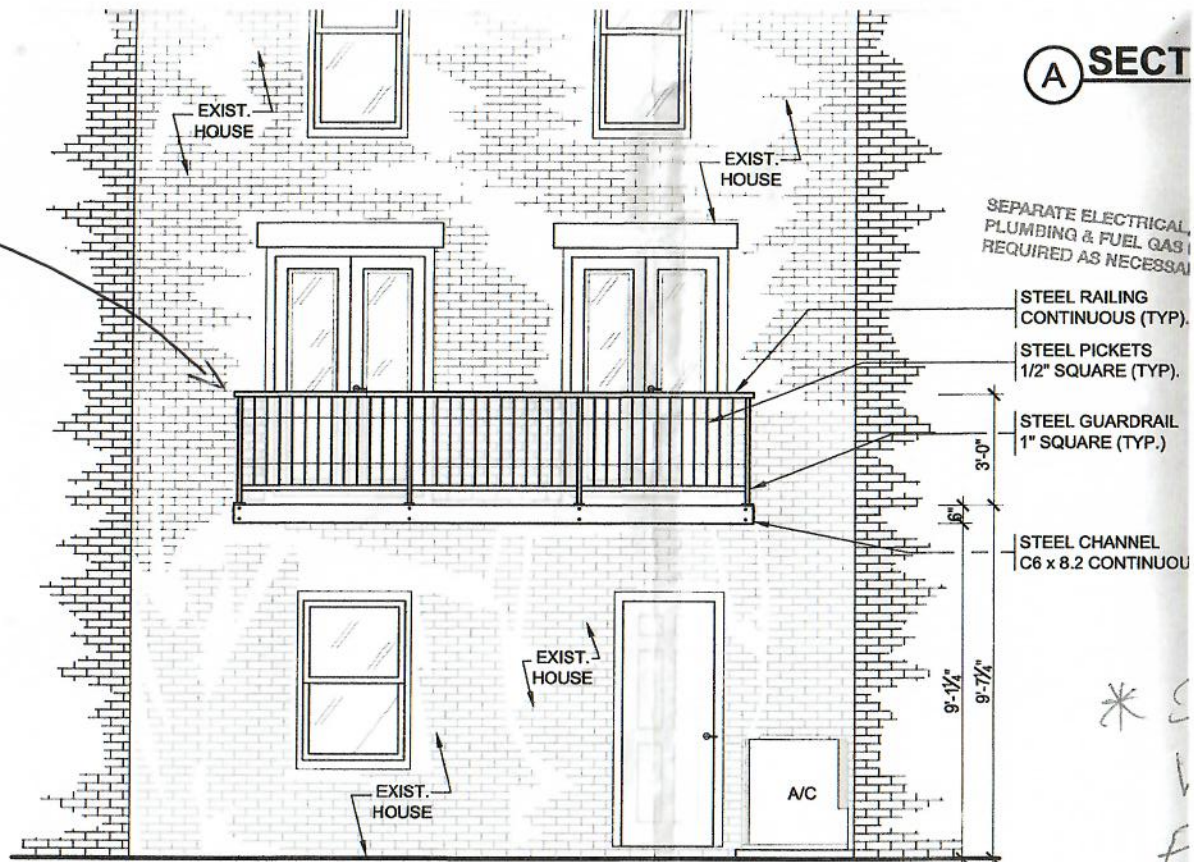 A SECT
EXIST.
HOUSE
EXIST.
HOUSE
SEPARATE ELECTRICAL,
PLUMBING & FUEL GAS
REQUIRED AS
STEEL RAILING
CONTINUOUS (TYP).
STEEL PICKETS
1/2" SQUARE (TYP).
STEEL GUARDRAIL
1" SQUARE (TYP.)
3'-0"
6"
STEEL CHANNEL
C6 x 8.2 CONTINUOU
EXIST.
HOUSE
9'-1¼"
9'-7¼"
EXIST.
HOUSE
A/C
*